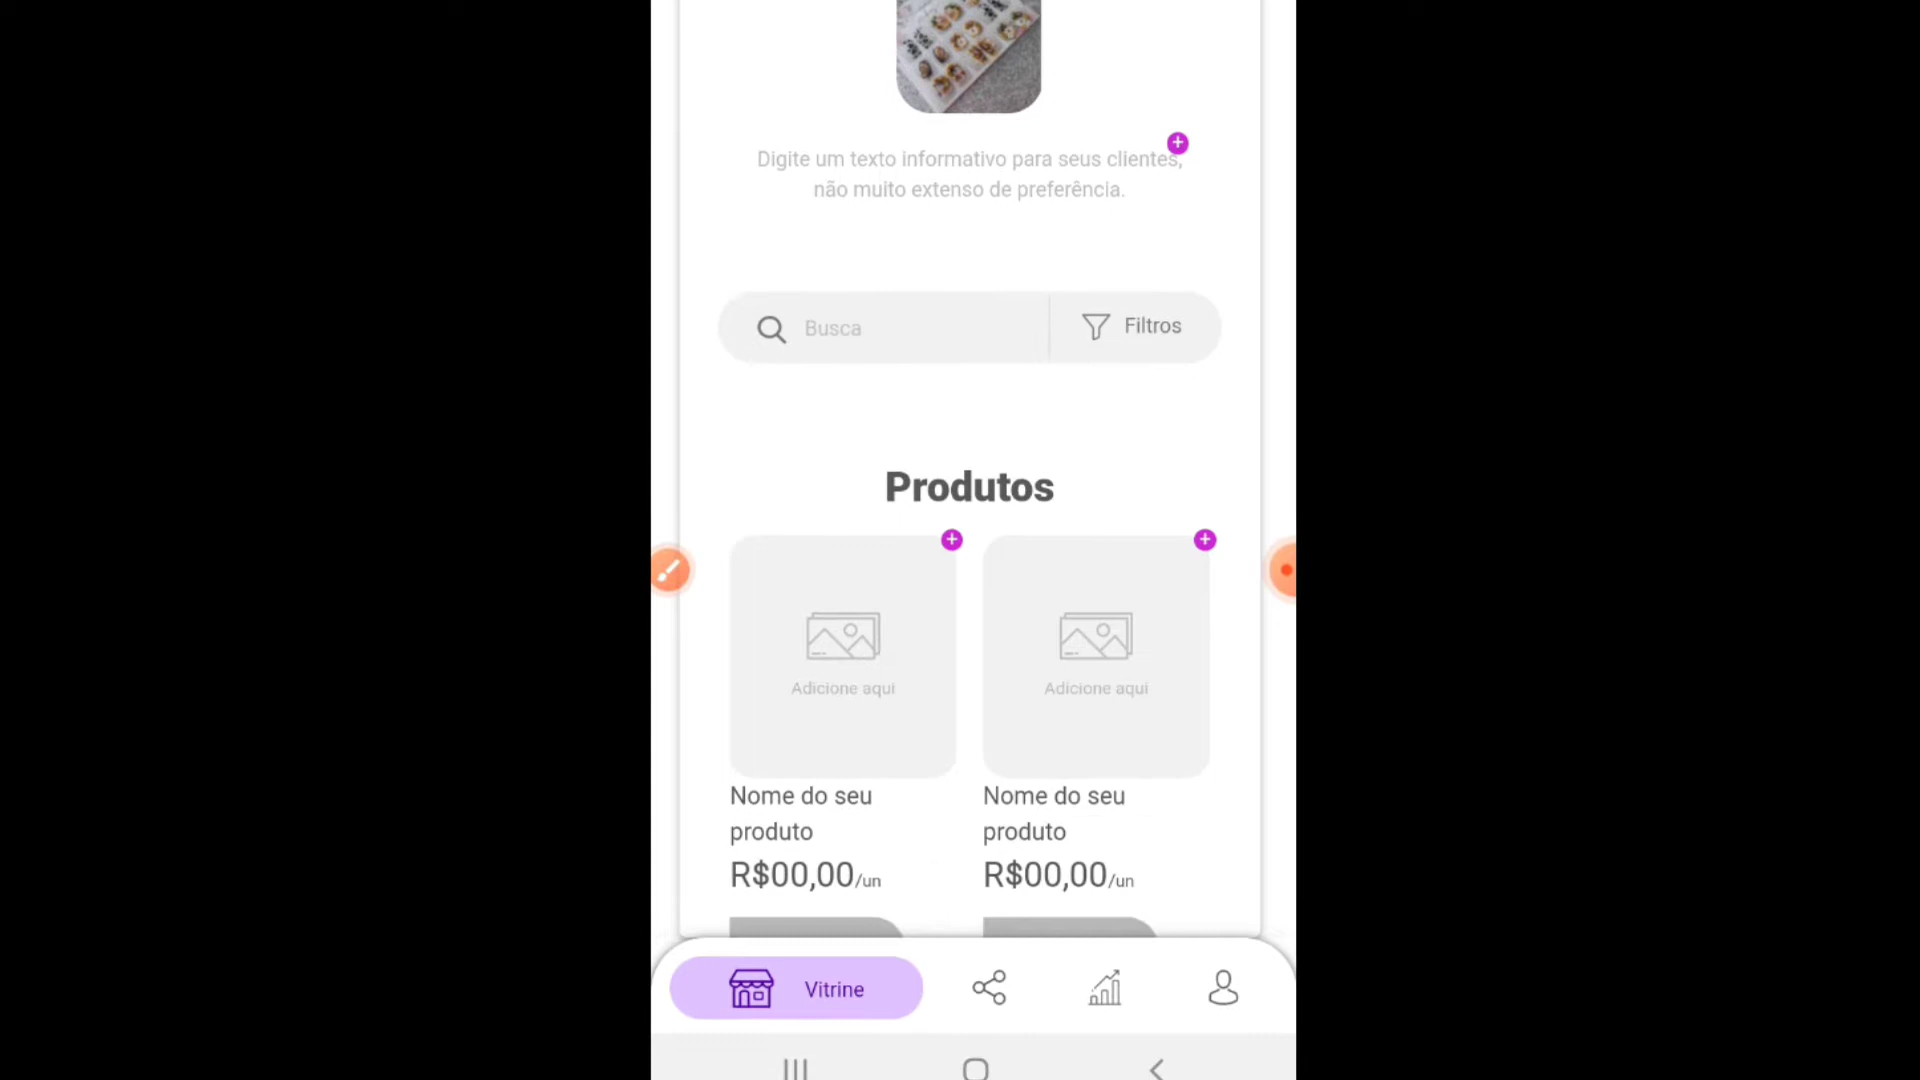 Digite um texto informativo para seus clientes,
não muito extenso de preferência.
Busca
Filtros
Produtos
Adicione aqui
Adicione aqui
Nome do seu
produto
R$00,00/un
Nome do seu
produto
R$00,00/un
Vitrine